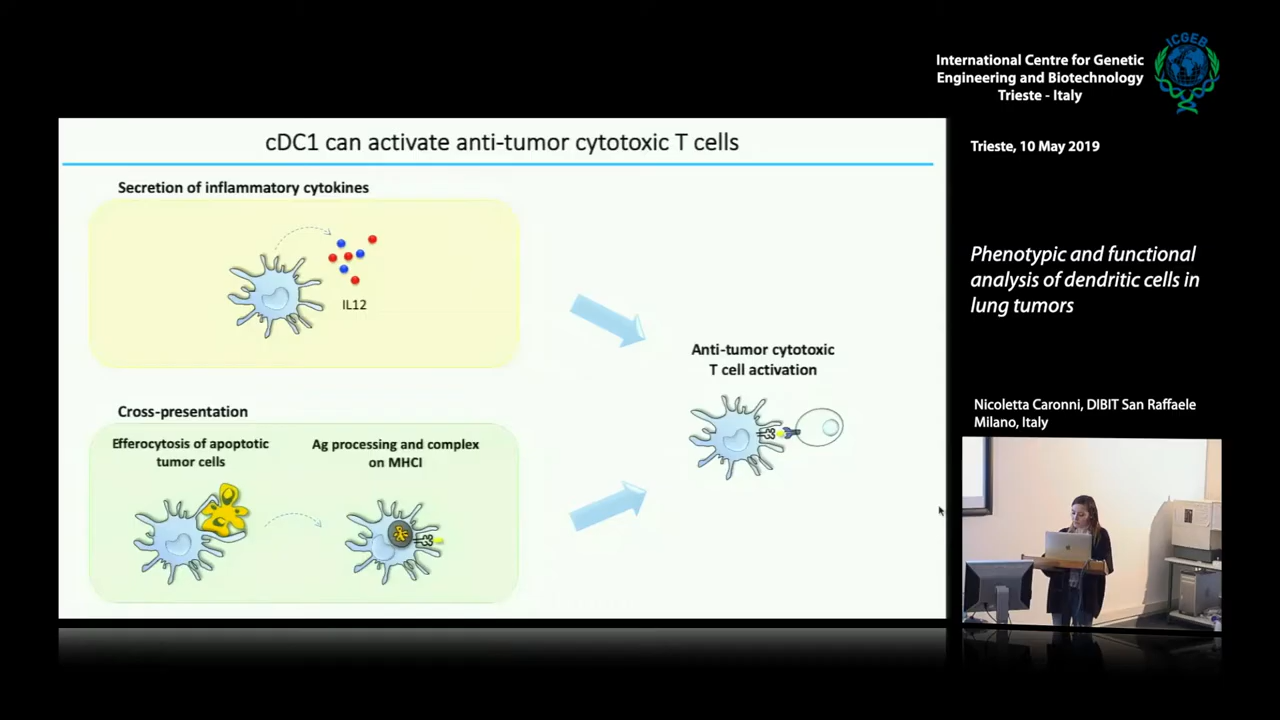 International Centre for Genetic
Engineering and Biotechnology
Trieste - Italy
ICGEB
Trieste, 10 May 2019
Phenotypic and functional
analysis of dendritic cells in
lung tumors
Nicoletta Caronni, DIBIT San Raffaele
Milano, Italy
cDC1 can activate anti-tumor cytotoxic T cells
Secretion of inflammatory cytokines
IL12
Cross-presentation
Efferocytosis of apoptotic
tumor cells
Ag processing and complex
on MHCI
Anti-tumor cytotoxic
T cell activation